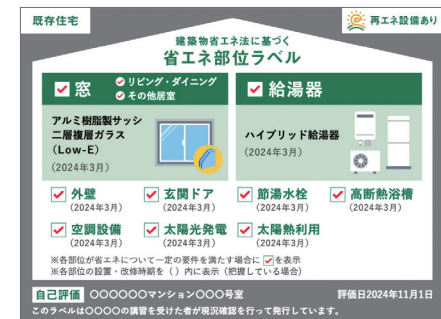 既存住宅
再エネ設備あり
建築物省エネ法に基づく
省エネ部位ラベル
窓
リビング・ダイニング
その他居室
給湯器
アルミ樹脂製サッシ
二層複層ガラス
（Low-E）
（2024年3月）
ハイブリッド給湯器
（2024年3月）
外壁
（2024年3月）
玄関ドア
（2024年3月）
節湯水栓
（2024年3月）
高断熱浴槽
（2024年3月）
空調設備
（2024年3月）
太陽光発電
（2024年3月）
太陽熱利用
（2024年3月）
※各部位が省エネについて一定の要件を満たす場合に を表示
※各部位の設置・改修時期を（ ）内に表示（把握している場合）
自己評価 〇〇〇〇〇〇マンション〇〇〇号室 評価日2024年11月1日
このラベルは〇〇〇〇の講習を受けた者が現況確認を行って発行しています。